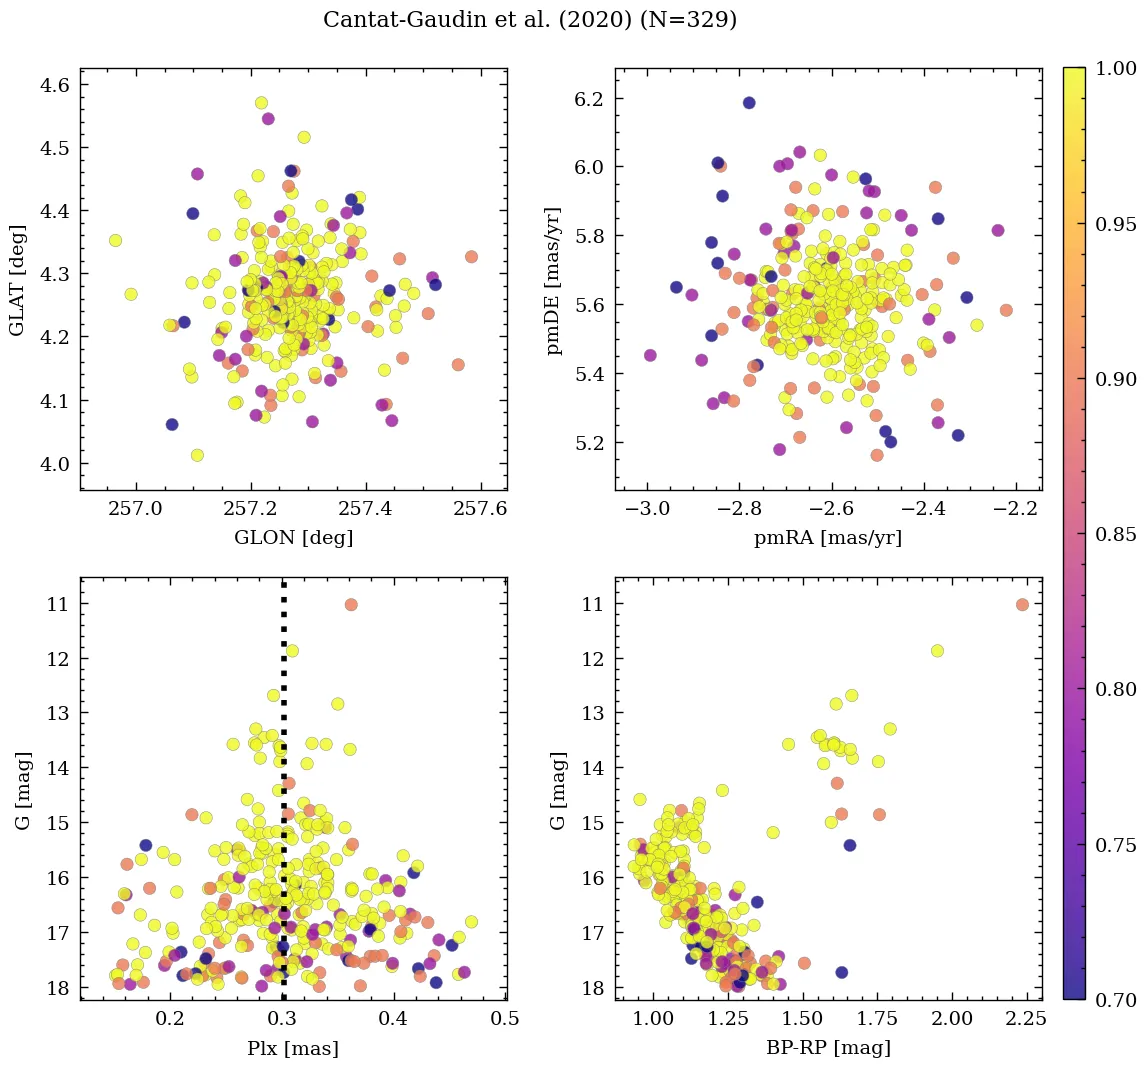 Cantat-Gaudin et al. (2020) (N=329)
4.6
4.5
4.4
4.3
4.2
4.1
4.0
GLAT [deg]
257.0 257.2 257.4 257.6
GLON [deg]
6.2
6.0
5.8
5.6
5.4
5.2
pmDE [mas/yr]
−3.0 −2.8 −2.6 −2.4 −2.2
pmRA [mas/yr]
11
12
13
14
15
16
17
18
G [mag]
0.2 0.3 0.4 0.5
Plx [mas]
11
12
13
14
15
16
17
18
G [mag]
1.00 1.25 1.50 1.75 2.00 2.25
BP-RP [mag]
1.00
0.95
0.90
0.85
0.80
0.75
0.70